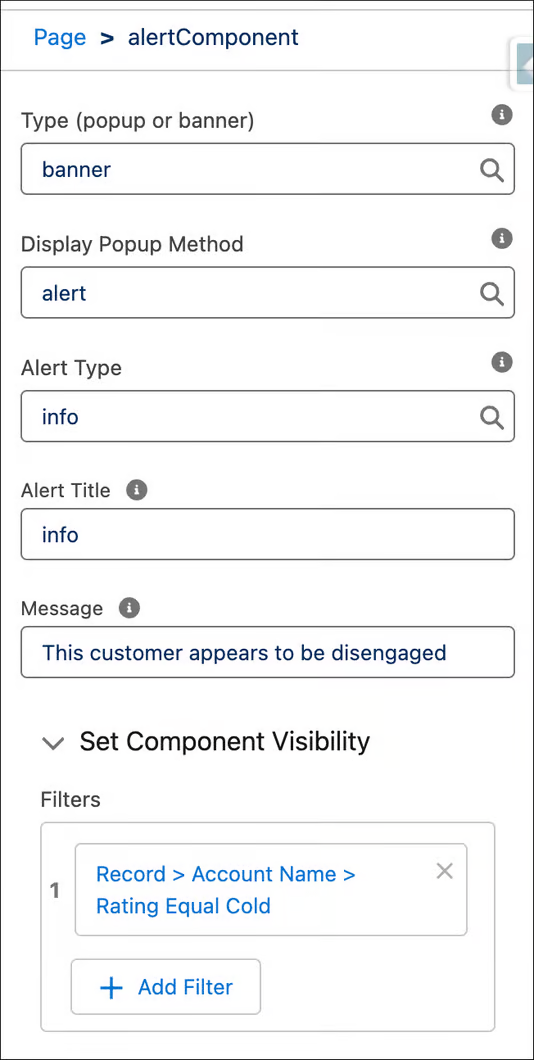 Page > alertComponent
Type (popup or banner)
banner
Display Popup Method
alert
Alert Type
info
Alert Title
info
Message
This customer appears to be disengaged
Set Component Visibility
Filters
1
Record > Account Name >
Rating Equal Cold
Add Filter